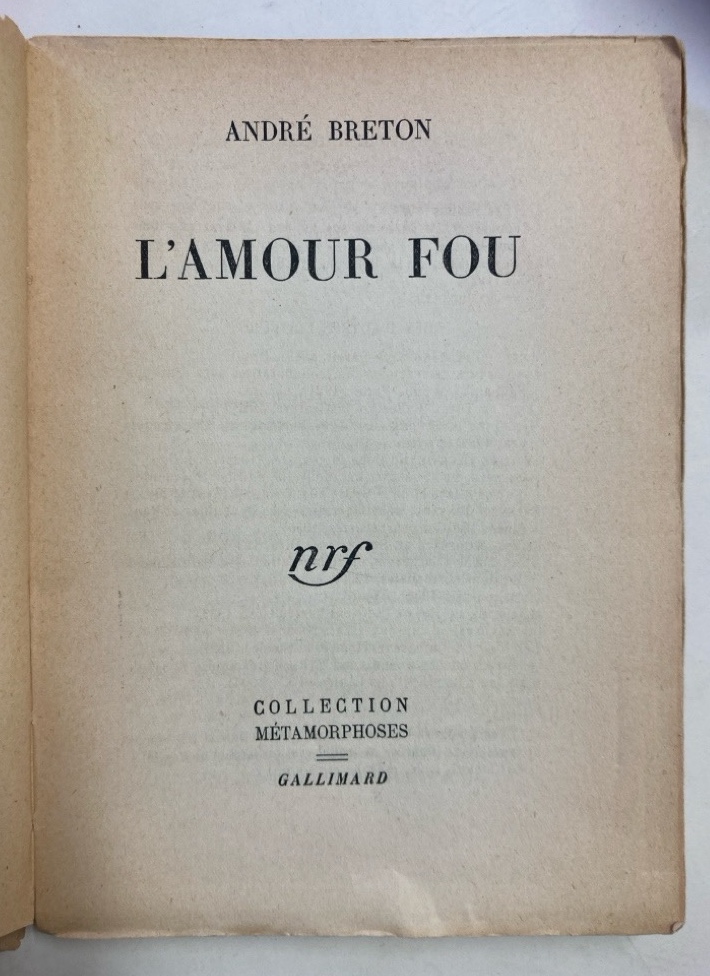 ANDRÉ BRETON
L'AMOUR FOU
nrf
COLLECTION
MÉTAMORPHOSES
GALLIMARD